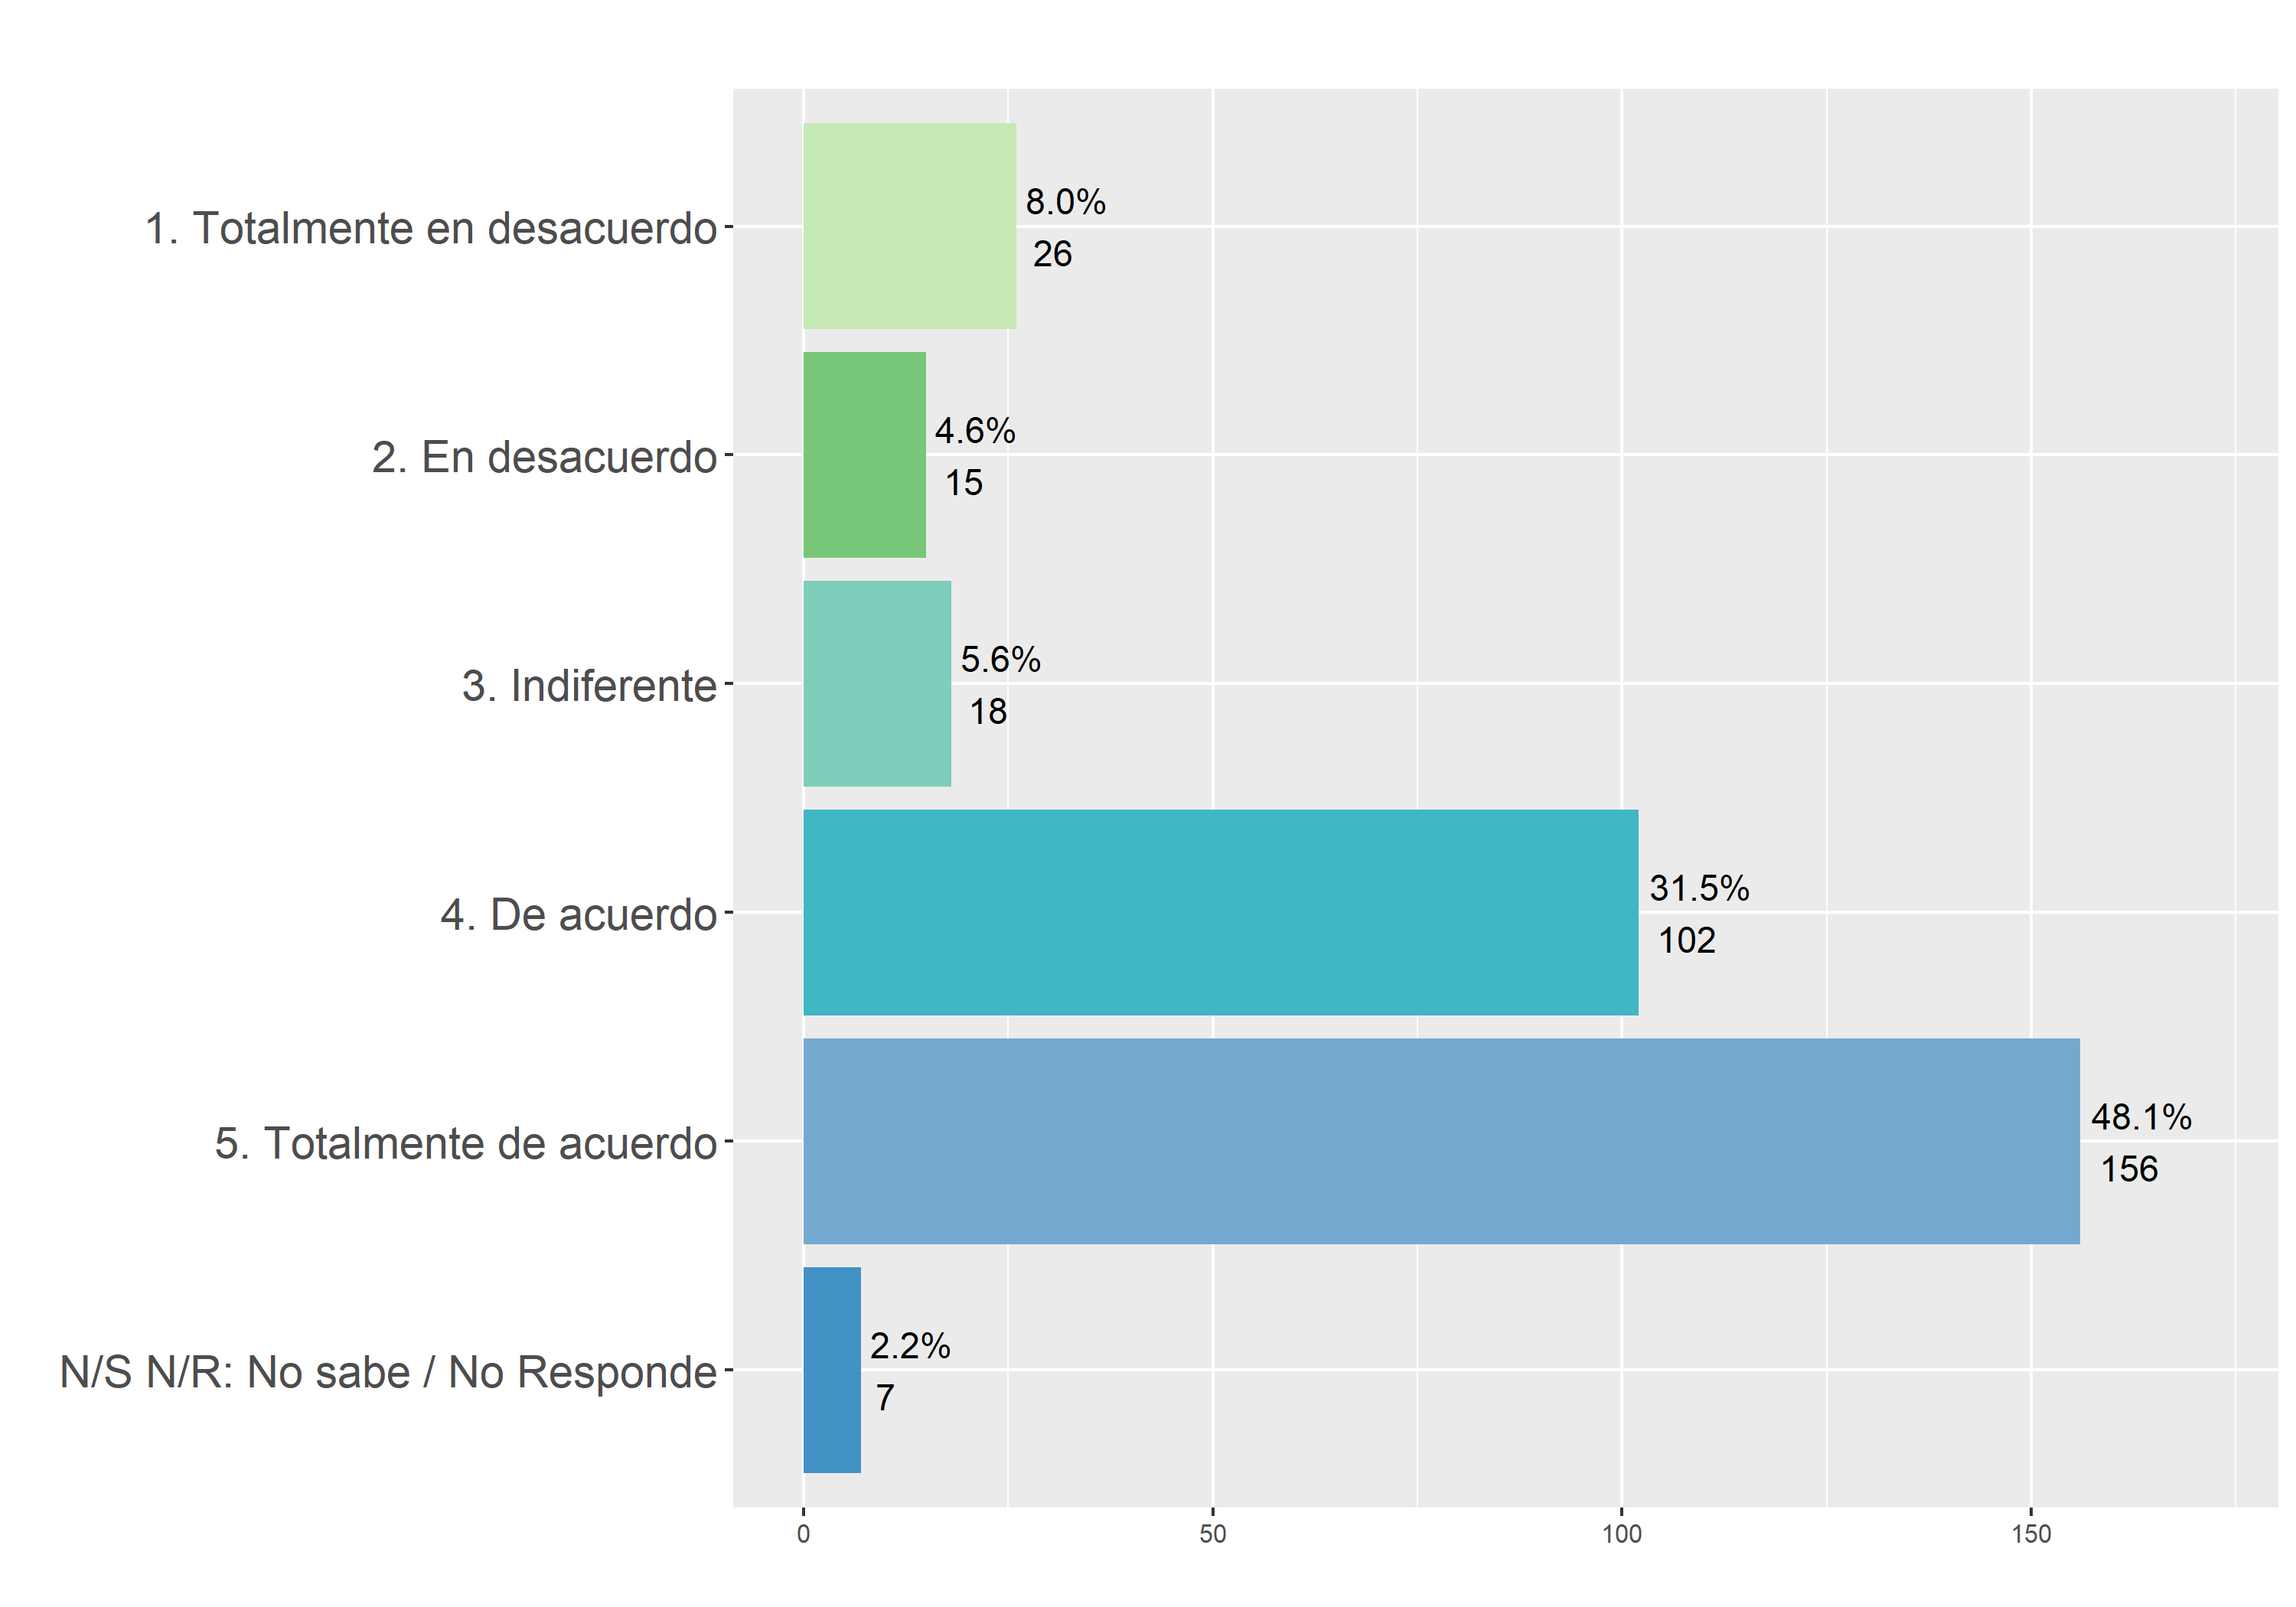 1. Totalmente en desacuerdo
8.0%
26
2. En desacuerdo
4.6%
15
3. Indiferente
5.6%
18
4. De acuerdo
31.5%
102
5. Totalmente de acuerdo
48.1%
156
N/S N/R: No sabe / No Responde
2.2%
7
0 50 100 150